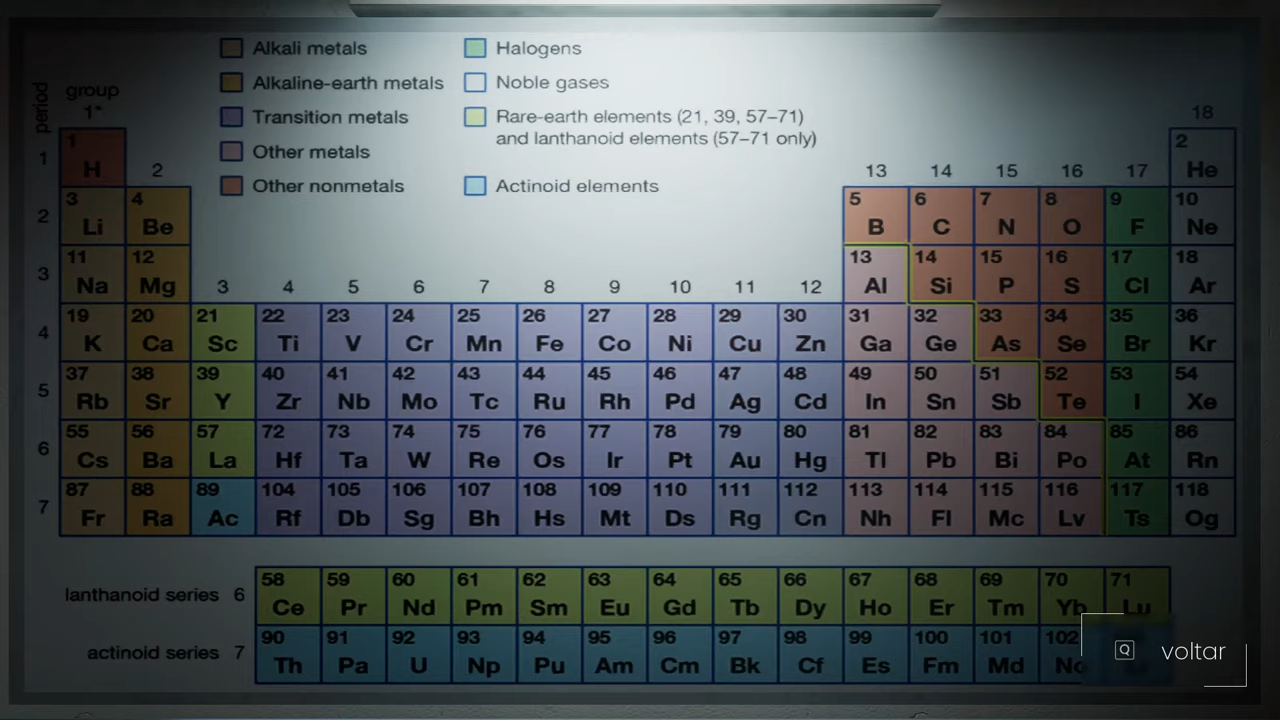 Alkali metals
Halogens
Alkaline-earth metals
Noble gases
Transition metals
Rare-earth elements (21, 39, 57–71)
and lanthanoid elements (57–71 only)
Other metals
Other nonmetals
Actinoid elements
period
group
1* 18
1 2
1 2
H He
2 13 14 15 16 17
3 4 5 6 7 8 9 10
2 Li Be B C N O F Ne
11 12 13 14 15 16 17 18
3 Na Mg Al Si P S Cl Ar
3 4 5 6 7 8 9 10 11 12
19 20 21 22 23 24 25 26 27 28 29 30 31 32 33 34 35 36
4 K Ca Sc Ti V Cr Mn Fe Co Ni Cu Zn Ga Ge As Se Br Kr
37 38 39 40 41 42 43 44 45 46 47 48 49 50 51 52 53 54
5 Rb Sr Y Zr Nb Mo Tc Ru Rh Pd Ag Cd In Sn Sb Te I Xe
55 56 57 72 73 74 75 76 77 78 79 80 81 82 83 84 85 86
6 Cs Ba La Hf Ta W Re Os Ir Pt Au Hg Tl Pb Bi Po At Rn
87 88 89 104 105 106 107 108 109 110 111 112 113 114 115 116 117 118
7 Fr Ra Ac Rf Db Sg Bh Hs Mt Ds Rg Cn Nh Fl Mc Lv Ts Og
58 59 60 61 62 63 64 65 66 67 68 69 70 71
lanthanoid series 6 Ce Pr Nd Pm Sm Eu Gd Tb Dy Ho Er Tm Yb Lu
90 91 92 93 94 95 96 97 98 99 100 101 102
actinoid series 7 Th Pa U Np Pu Am Cm Bk Cf Es Fm Md No
Q voltar